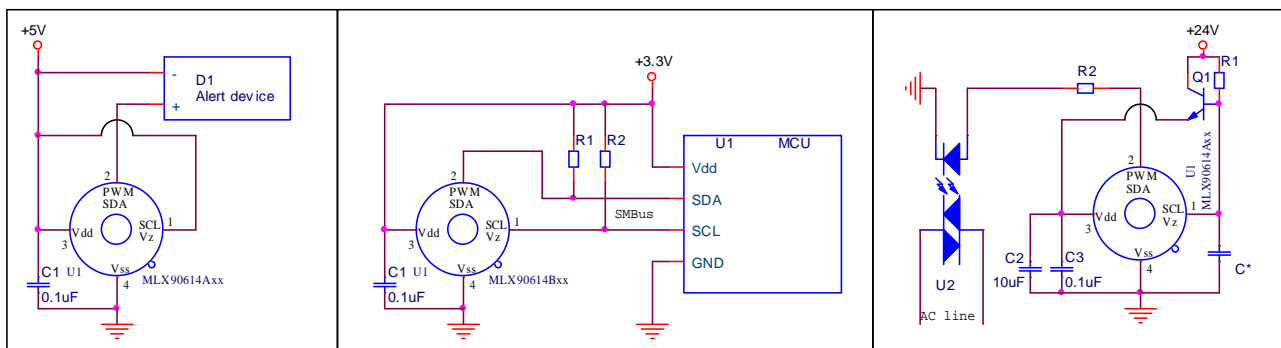 +5V
D1
Alert device
-
+
2
PWM
SDA
SCL
Vz
1
Vdd
3
Vss
4
C1
U1
0.1uF
MLX90614Axx
+3.3V
R1
R2
U1
MCU
Vdd
SDA
SCL
GND
SMBus
2
PWM
SDA
SCL
Vz
1
Vdd
3
Vss
4
C1
U1
0.1uF
MLX90614Bxx
+24V
R1
Q1
R2
U1
MLX90614Axx
2
PWM
SDA
SCL
Vz
1
Vdd
3
Vss
4
C2
10uF
C3
0.1uF
C*
U2
AC line